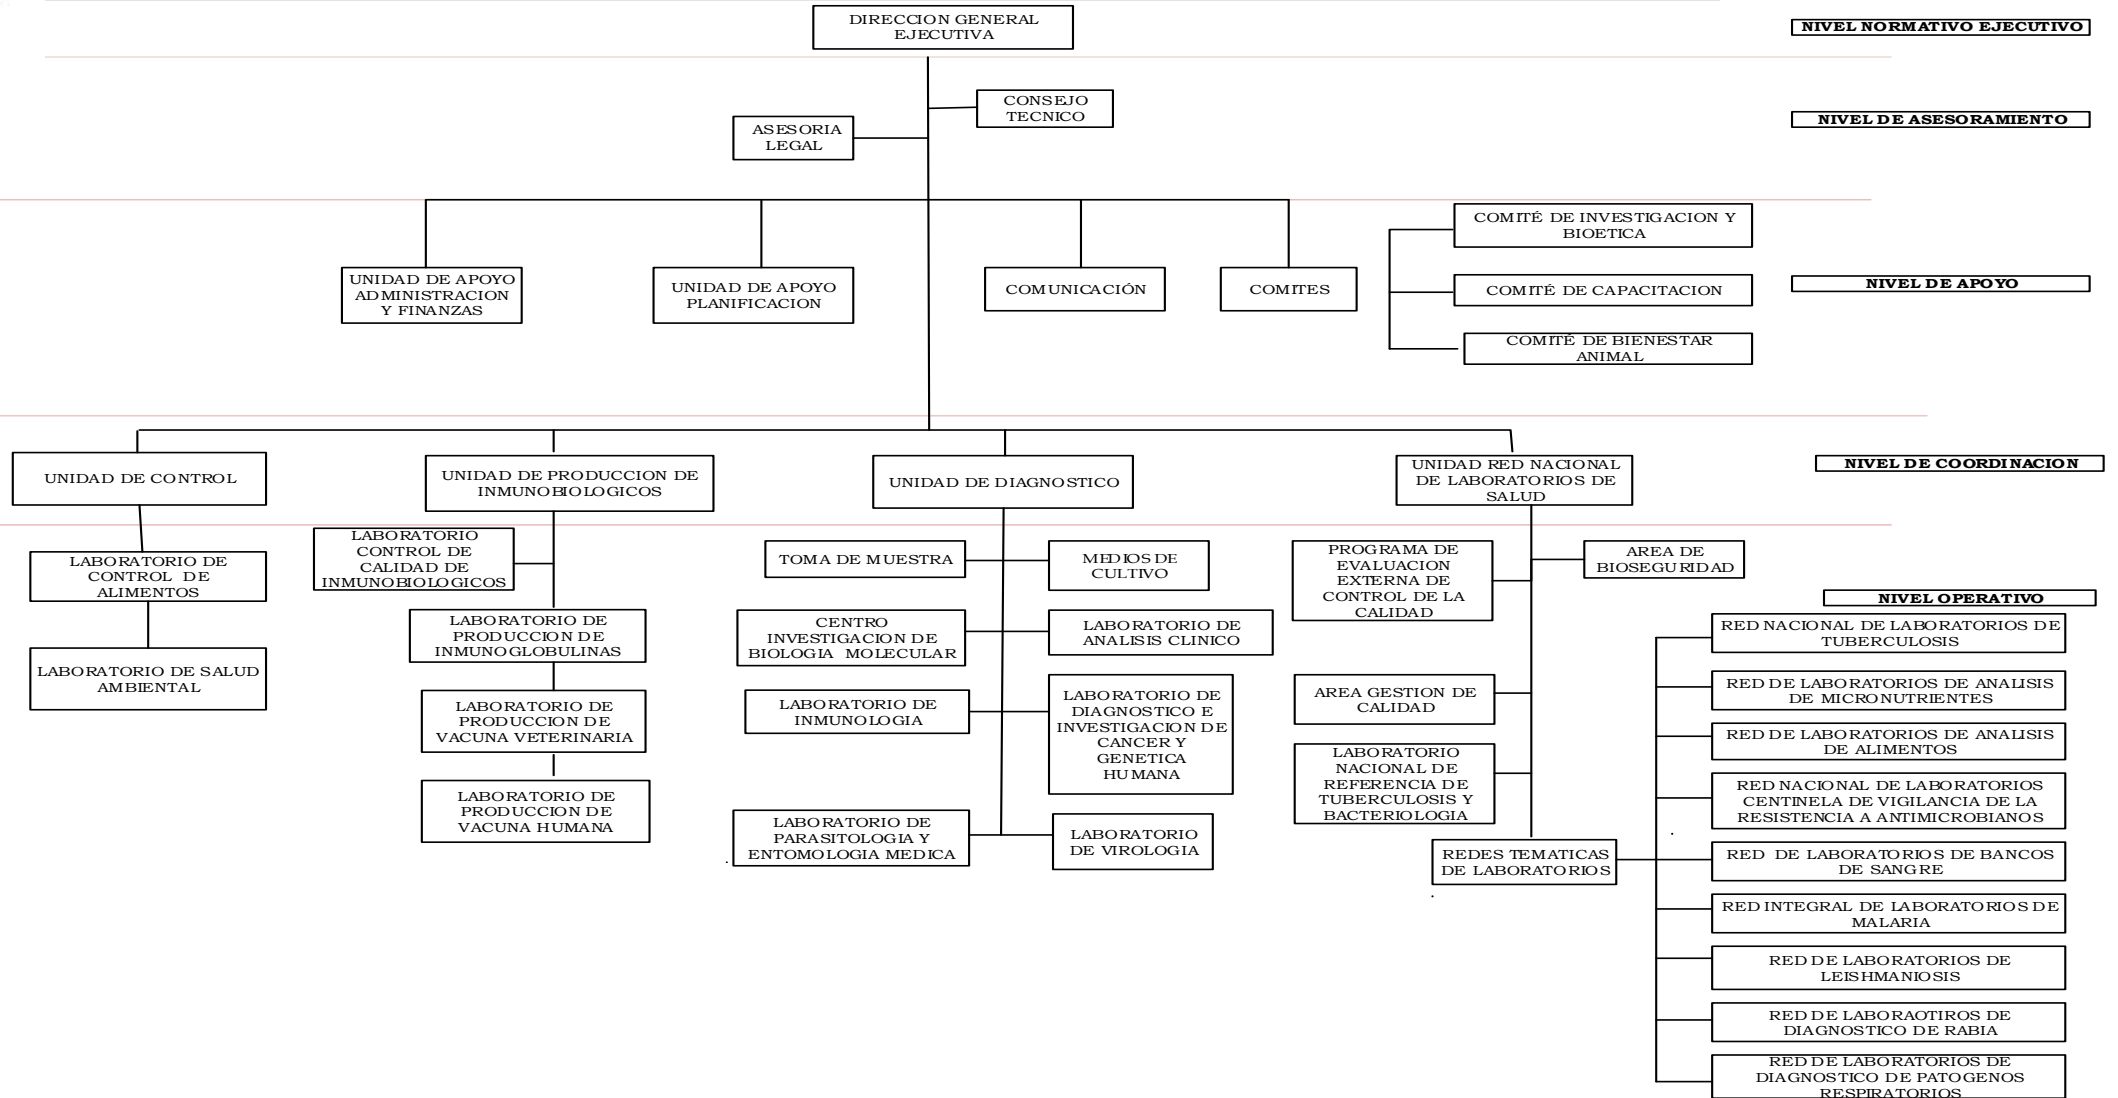 DIRECCION GENERAL
EJECUTIVA
NIVEL NORMATIVO EJECUTIVO
CONSEJO
TECNICO
ASESORIA
LEGAL
NIVEL DE ASESORAMIENTO
UNIDAD DE APOYO
ADMINISTRACION
Y FINANZAS
UNIDAD DE APOYO
PLANIFICACION
COMUNICACIÓN
COMITES
COMITÉ DE INVESTIGACION Y
BIOETICA
COMITÉ DE CAPACITACION
COMITÉ DE BIENESTAR
ANIMAL
NIVEL DE APOYO
UNIDAD DE CONTROL
UNIDAD DE PRODUCCION DE
INMUNOBIOLOGICOS
UNIDAD DE DIAGNOSTICO
UNIDAD RED NACIONAL
DE LABORATORIOS DE
SALUD
NIVEL DE COORDINACION
LABORATORIO DE
CONTROL DE
ALIMENTOS
LABORATORIO DE SALUD
AMBIENTAL
LABORATORIO
CONTROL DE
CALIDAD DE
INMUNOBIOLOGICOS
LABORATORIO DE
PRODUCCION DE
INMUNOGLOBULINAS
LABORATORIO DE
PRODUCCION DE
VACUNA VETERINARIA
LABORATORIO DE
PRODUCCION DE
VACUNA HUMANA
TOMA DE MUESTRA
MEDIOS DE
CULTIVO
CENTRO
INVESTIGACION DE
BIOLOGIA MOLECULAR
LABORATORIO DE
ANALISIS CLINICO
LABORATORIO DE
INMUNOLOGIA
LABORATORIO DE
DIAGNOSTICO E
INVESTIGACION DE
CANCER Y
GENETICA
HUMANA
LABORATORIO DE
PARASITOLOGIA Y
ENTOMOLOGIA MEDICA
LABORATORIO
DE VIROLOGIA
PROGRAMA DE
EVALUACION
EXTERNA DE
CONTROL DE LA
CALIDAD
AREA DE
BIOSEGURIDAD
AREA GESTION DE
CALIDAD
LABORATORIO
NACIONAL DE
REFERENCIA DE
TUBERCULOSIS Y
BACTERIOLOGIA
REDES TEMATICAS
DE LABORATORIOS
NIVEL OPERATIVO
RED NACIONAL DE LABORATORIOS DE
TUBERCULOSIS
RED DE LABORATORIOS DE ANALISIS
DE MICRONUTRIENTES
RED DE LABORATORIOS DE ANALISIS
DE ALIMENTOS
RED NACIONAL DE LABORATORIOS
CENTINELA DE VIGILANCIA DE LA
RESISTENCIA A ANTIMICROBIANOS
RED DE LABORATORIOS DE BANCOS
DE SANGRE
RED INTEGRAL DE LABORATORIOS DE
MALARIA
RED DE LABORATORIOS DE
LEISHMANIOSIS
RED DE LABORAOTIROS DE
DIAGNOSTICO DE RABIA
RED DE LABORATORIOS DE
DIAGNOSTICO DE PATOGENOS
RESPIRATORIOS